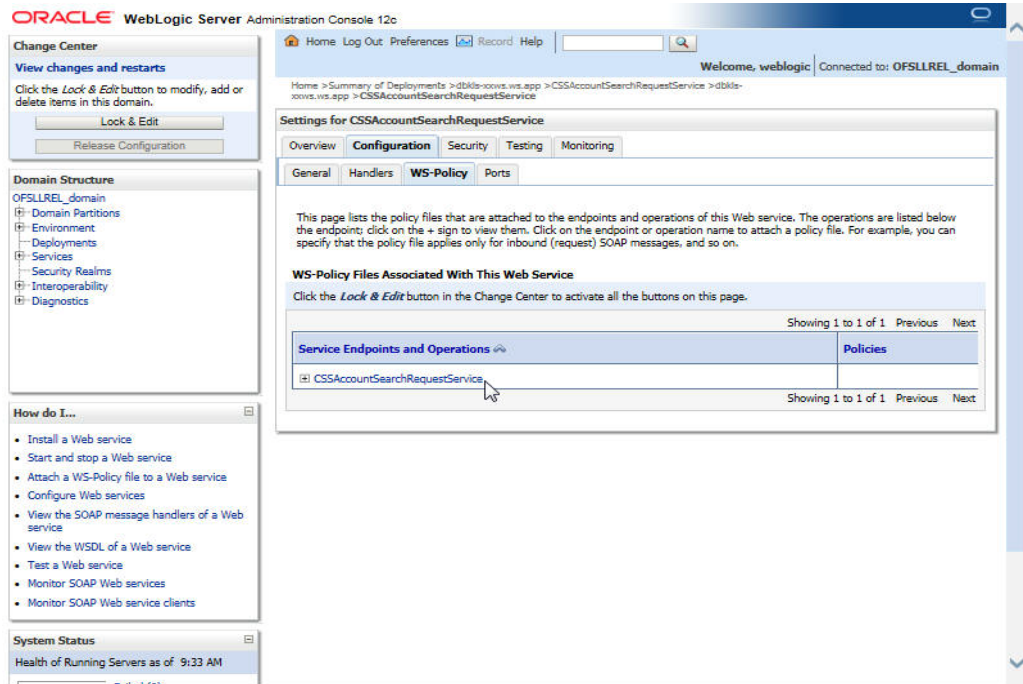 ORACLE WebLogic Server Administration Console 12c
Change Center
View changes and restarts
Click the Lock & Edit button to modify, add or
delete items in this domain.
Lock & Edit
Release Configuration
Domain Structure
OFSLLREL_domain
Domain Partitions
Environment
Deployments
Services
Security Realms
Interoperability
Diagnostics
How do I...
Install a Web service
Start and stop a Web service
Attach a WS-Policy file to a Web service
Configure Web services
View the SOAP message handlers of a Web
service
View the WSDL of a Web service
Test a Web service
Monitor SOAP Web services
Monitor SOAP Web service clients
System Status
Health of Running Servers as of 9:33 AM
Home Log Out Preferences Record Help
Welcome, weblogic Connected to: OFSLLREL_domain
Home >Summary of Deployments >dbkls-xxws.ws.app >CSSAccountSearchRequestService >dbkls-
xxws.ws.app >CSSAccountSearchRequestService
Settings for CSSAccountSearchRequestService
Overview Configuration Security Testing Monitoring
General Handlers WS-Policy Ports
This page lists the policy files that are attached to the endpoints and operations of this Web service. The operations are listed below
the endpoint; click on the + sign to view them. Click on the endpoint or operation name to attach a policy file. For example, you can
specify that the policy file applies only for inbound (request) SOAP messages, and so on.
WS-Policy Files Associated With This Web Service
Click the Lock & Edit button in the Change Center to activate all the buttons on this page.
Showing 1 to 1 of 1 Previous Next
Service Endpoints and Operations Policies
CSSAccountSearchRequestService
Showing 1 to 1 of 1 Previous Next